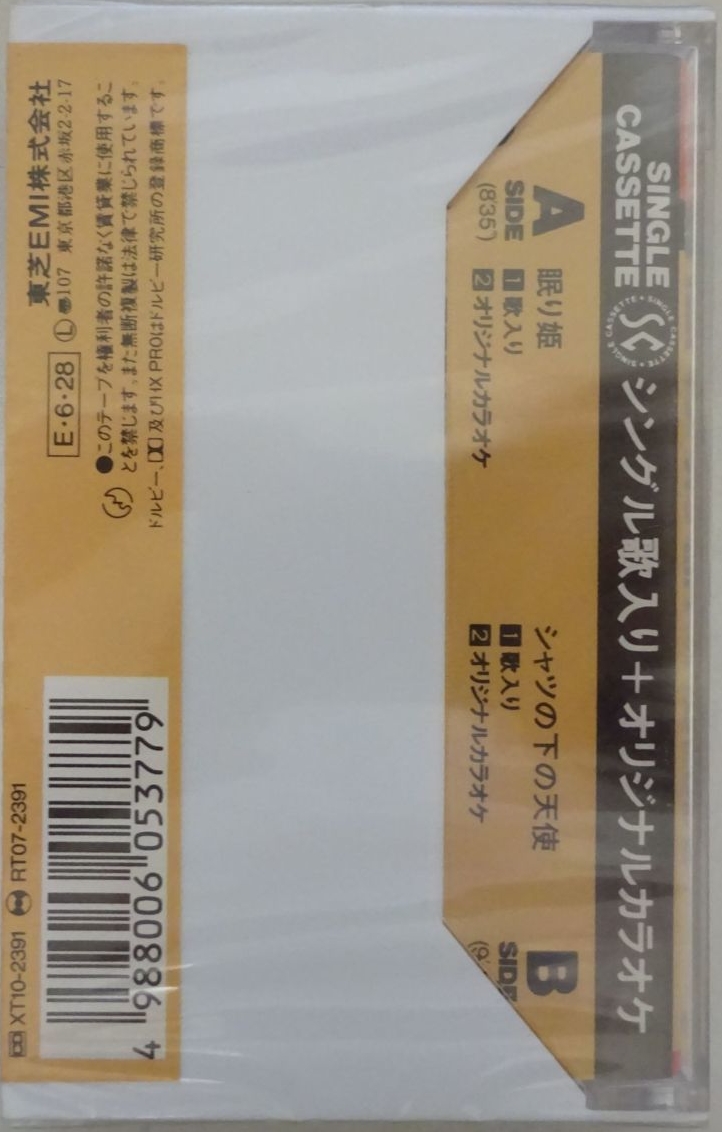 SINGLE
CASSETTE
SINGLE CASSETTE • SINGLE CASSETTE •
シングル歌入り+オリジナルカラオケ
A
SIDE
(8'35")
眠り姫
1 歌入り
2 オリジナルカラオケ
シャツの下の天使
1 歌入り
2 オリジナルカラオケ
B
SIDE
東芝EMI株式会社
〒107 東京都港区赤坂2-2-17
E・6・28 Ⓛ
●このテープを権利者の許諾なく賃貸業に使用するこ
とを禁じます。また無断複製は法律で禁じられています。
ドルビー、及びHX PROはドルビー研究所の登録商標です。
XT10-2391 RT07-2391
4 988006 053779